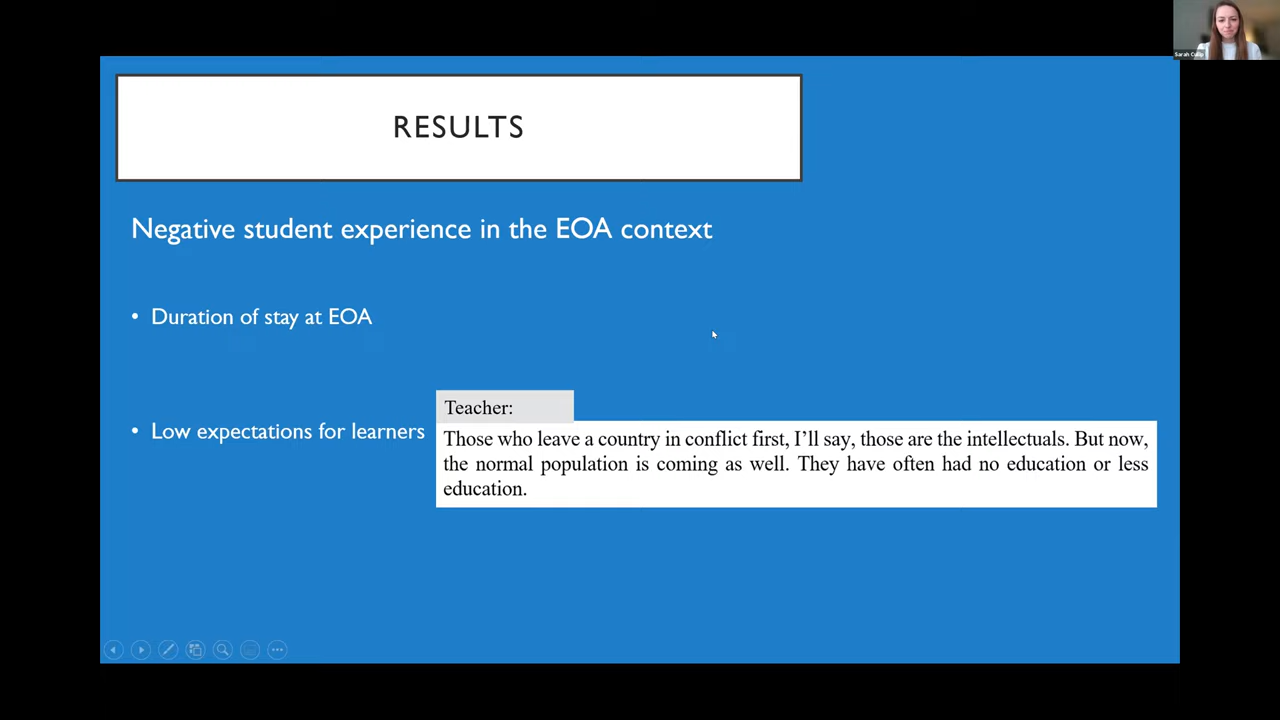 Sarah Culp
RESULTS
Negative student experience in the EOA context
• Duration of stay at EOA
• Low expectations for learners
Teacher:
Those who leave a country in conflict first, I’ll say, those are the intellectuals. But now,
the normal population is coming as well. They have often had no education or less
education.